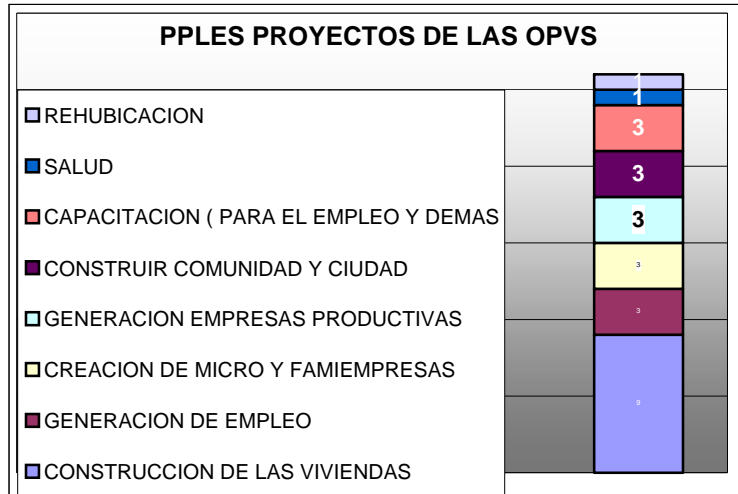 PPLES PROYECTOS DE LAS OPVS
REHUBICACION
SALUD
CAPACITACION ( PARA EL EMPLEO Y DEMAS
CONSTRUIR COMUNIDAD Y CIUDAD
GENERACION EMPRESAS PRODUCTIVAS
CREACION DE MICRO Y FAMIEMPRESAS
GENERACION DE EMPLEO
CONSTRUCCION DE LAS VIVIENDAS
1
1
3
3
3
3
3
9